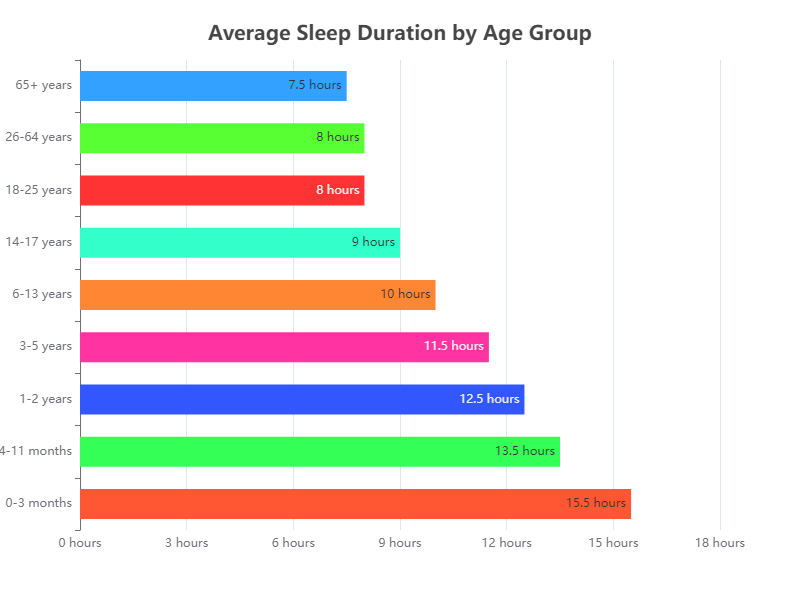 Average Sleep Duration by Age Group
65+ years
7.5 hours
26-64 years
8 hours
18-25 years
8 hours
14-17 years
9 hours
6-13 years
10 hours
3-5 years
11.5 hours
1-2 years
12.5 hours
4-11 months
13.5 hours
0-3 months
15.5 hours
0 hours
3 hours
6 hours
9 hours
12 hours
15 hours
18 hours